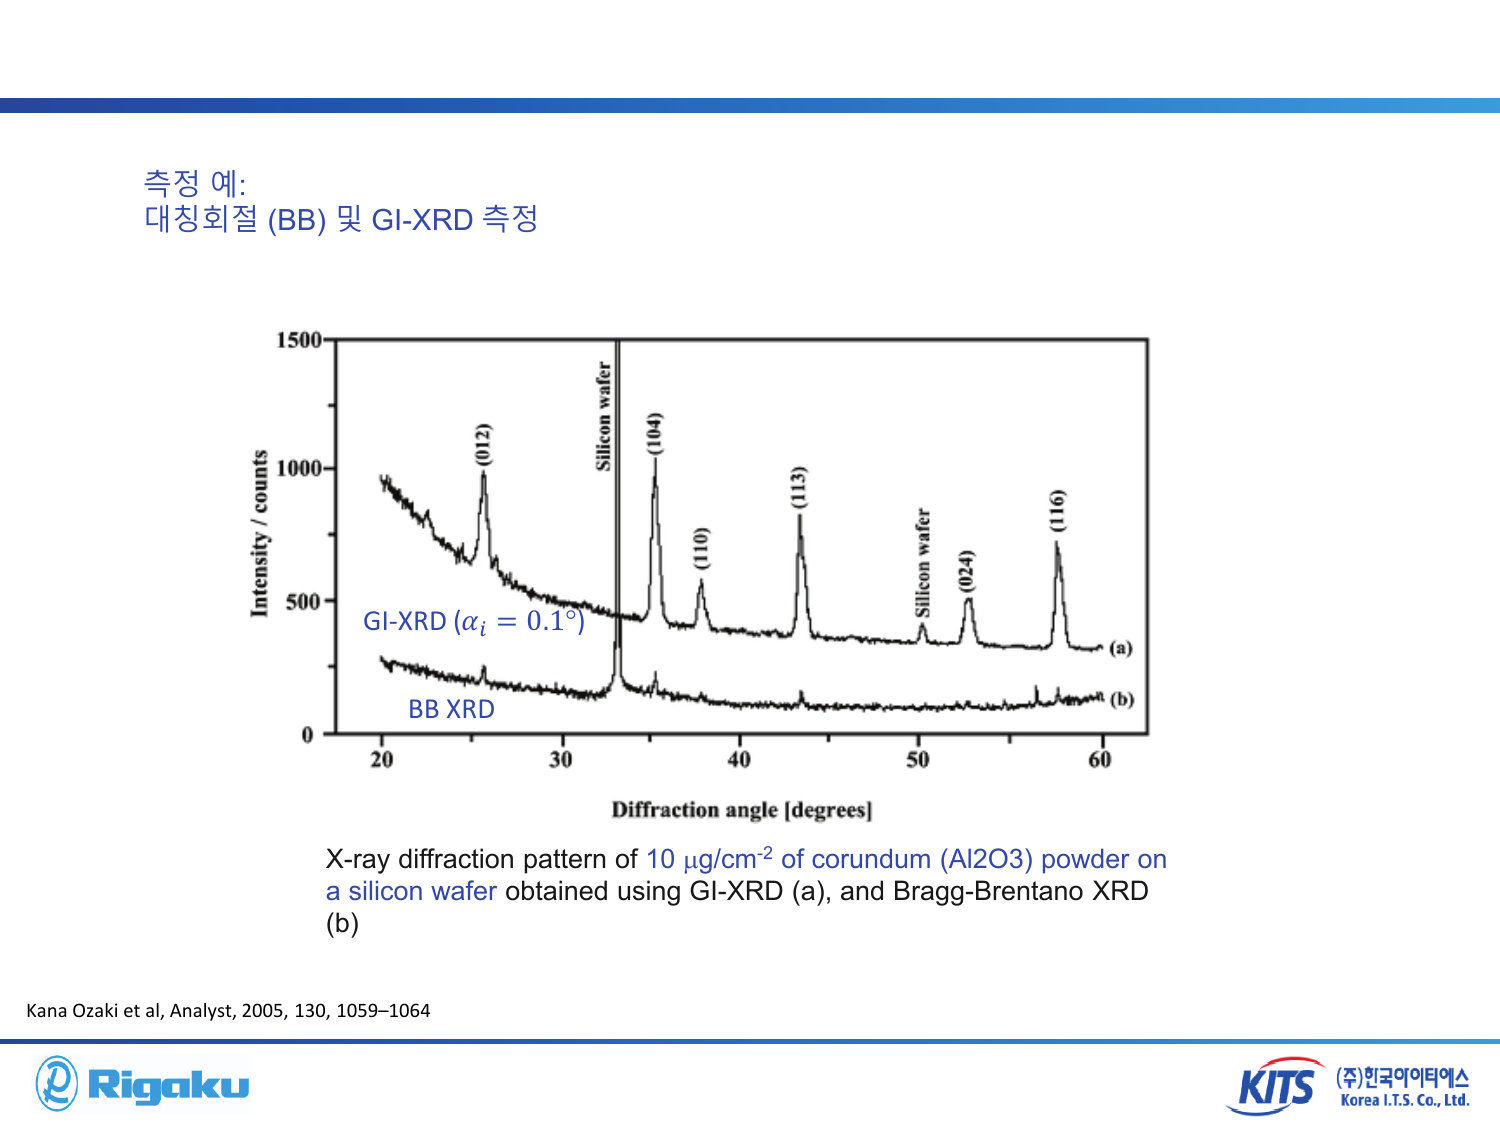 측정 예:
대칭회절 (BB) 및 GI-XRD 측정
1500
1000
500
0
Intensity / counts
(012)
Silicon wafer
(104)
(110)
(113)
Silicon wafer
(024)
(116)
GI-XRD (αᵢ = 0.1°)
(a)
BB XRD
(b)
20 30 40 50 60
Diffraction angle [degrees]
X-ray diffraction pattern of 10 μg/cm⁻² of corundum (Al2O3) powder on
a silicon wafer obtained using GI-XRD (a), and Bragg-Brentano XRD
(b)
Kana Ozaki et al, Analyst, 2005, 130, 1059–1064
Rigaku
KITS
(주)한국아이티에스
Korea I.T.S. Co., Ltd.